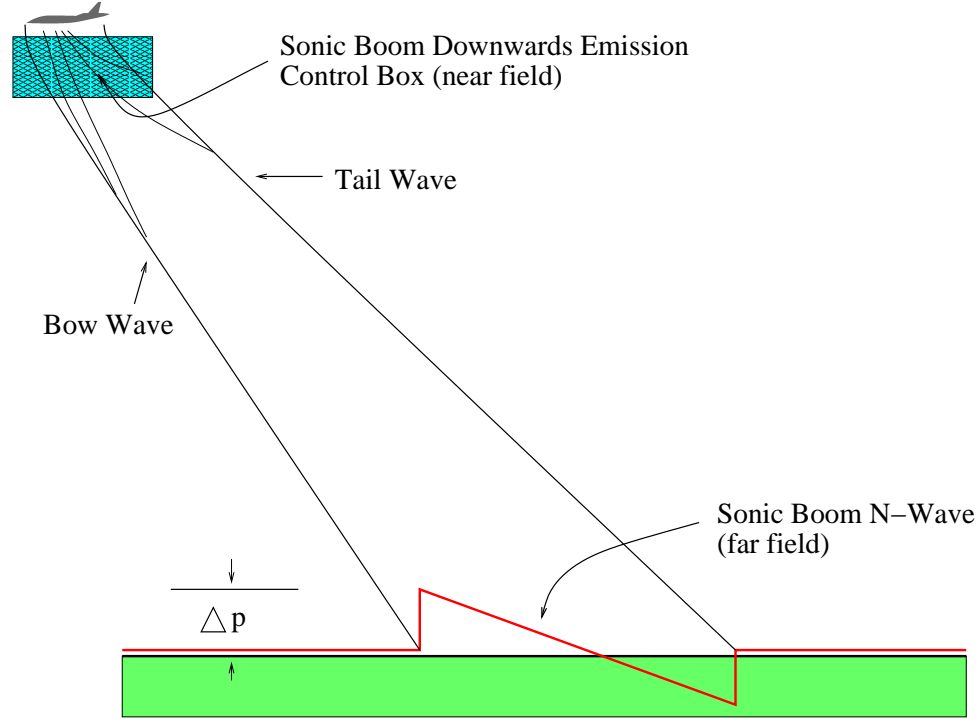 Sonic Boom Downwards Emission
Control Box (near field)
Tail Wave
Bow Wave
Sonic Boom N−Wave
(far field)
△ p